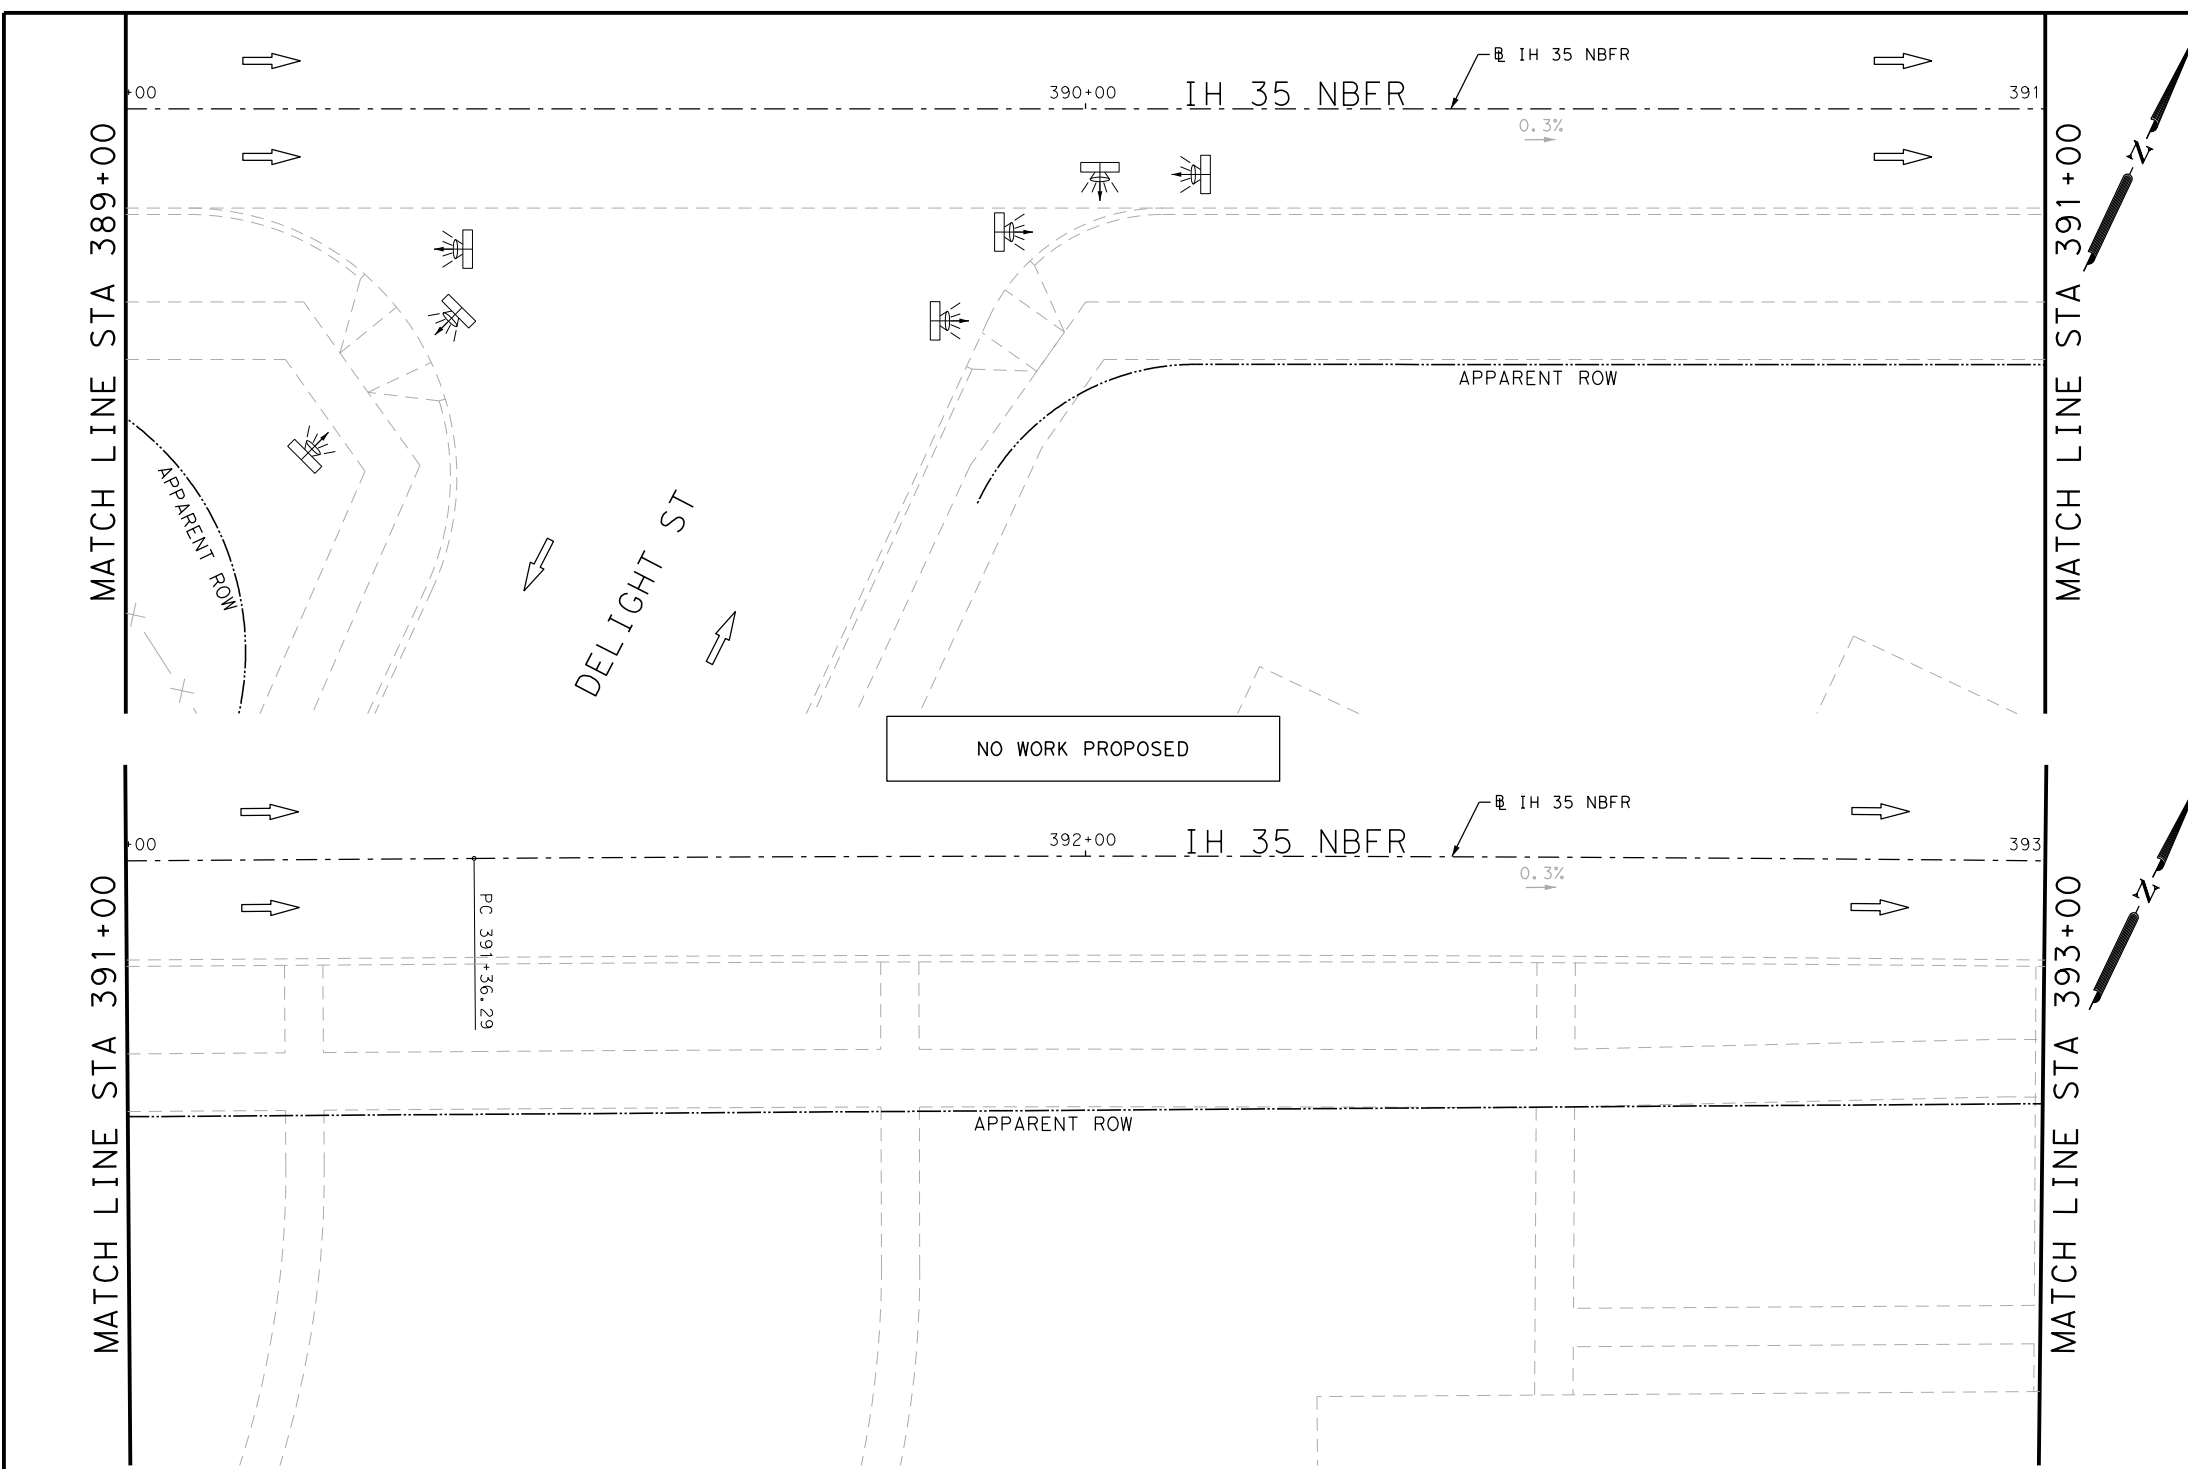 ℄ IH 35 NBFR
+00
390+00
IH 35 NBFR
391
0.3%
MATCH LINE STA 389+00
MATCH LINE STA 391+00
N
APPARENT ROW
APPARENT ROW
DELIGHT ST
NO WORK PROPOSED
BL IH 35 NBFR
+00
392+00
IH 35 NBFR
393
0.3%
MATCH LINE STA 391+00
PC 391+36.29
MATCH LINE STA 393+00
N
APPARENT ROW